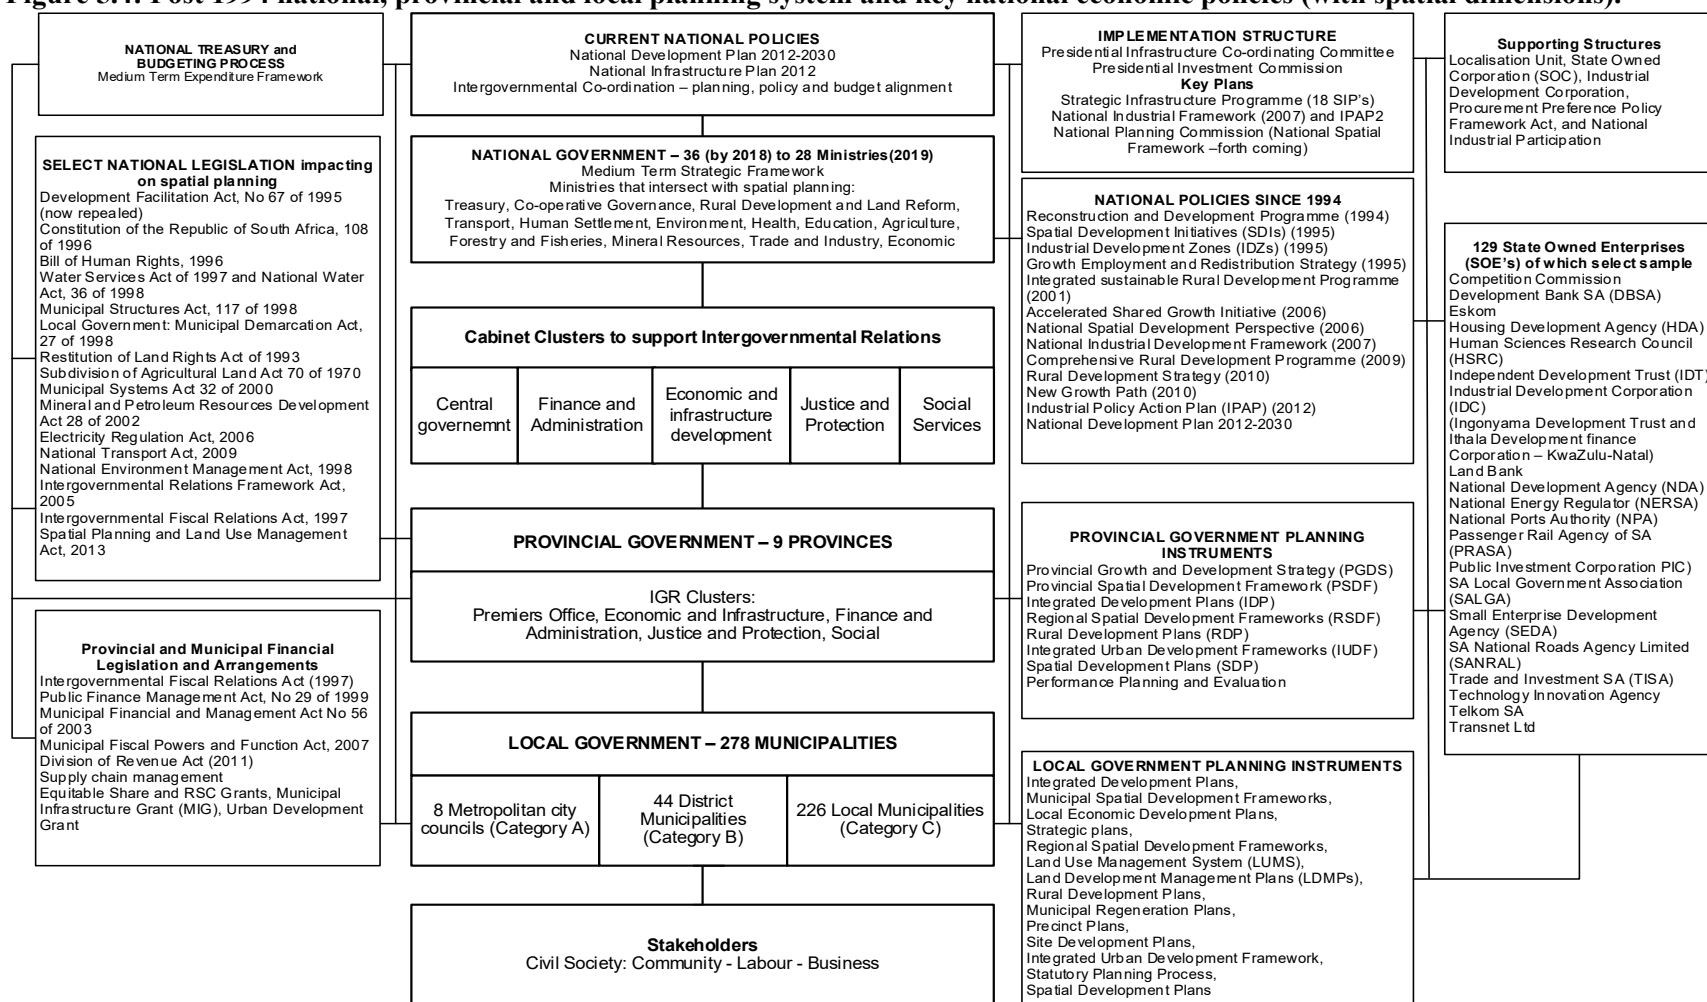 Figure 3.4: Post 1994 national, provincial and local planning system and key national economic policies (with spatial dimensions).
NATIONAL TREASURY and
BUDGETING PROCESS
Medium Term Expenditure Framework
CURRENT NATIONAL POLICIES
National Development Plan 2012-2030
National Infrastructure Plan 2012
Intergovernmental Co-ordination – planning, policy and budget alignment
IMPLEMENTATION STRUCTURE
Presidential Infrastructure Co-ordinating Committee
Presidential Investment Commission
Key Plans
Strategic Infrastructure Programme (18 SIP's)
National Industrial Framework (2007) and IPAP2
National Planning Commission (National Spatial
Framework –forth coming)
Supporting Structures
Localisation Unit, State Owned
Corporation (SOC), Industrial
Development Corporation,
Procurement Preference Policy
Framework Act, and National
Industrial Participation
SELECT NATIONAL LEGISLATION impacting
on spatial planning
Development Facilitation Act, No 67 of 1995
(now repealed)
Constitution of the Republic of South Africa, 108
of 1996
Bill of Human Rights, 1996
Water Services Act of 1997 and National Water
Act, 36 of 1998
Municipal Structures Act, 117 of 1998
Local Government: Municipal Demarcation Act,
27 of 1998
Restitution of Land Rights Act of 1993
Subdivision of Agricultural Land Act 70 of 1970
Municipal Systems Act 32 of 2000
Mineral and Petroleum Resources Development
Act 28 of 2002
Electricity Regulation Act, 2006
National Transport Act, 2009
National Environment Management Act, 1998
Intergovernmental Relations Framework Act,
2005
Intergovernmental Fiscal Relations Act, 1997
Spatial Planning and Land Use Management
Act, 2013
NATIONAL GOVERNMENT – 36 (by 2018) to 28 Ministries(2019)
Medium Term Strategic Framework
Ministries that intersect with spatial planning:
Treasury, Co-operative Governance, Rural Development and Land Reform,
Transport, Human Settlement, Environment, Health, Education, Agriculture,
Forestry and Fisheries, Mineral Resources, Trade and Industry, Economic
NATIONAL POLICIES SINCE 1994
Reconstruction and Development Programme (1994)
Spatial Development Initiatives (SDIs) (1995)
Industrial Development Zones (IDZs) (1995)
Growth Employment and Redistribution Strategy (1995)
Integrated sustainable Rural Development Programme
(2001)
Accelerated Shared Growth Initiative (2006)
National Spatial Development Perspective (2006)
National Industrial Development Framework (2007)
Comprehensive Rural Development Programme (2009)
Rural Development Strategy (2010)
New Growth Path (2010)
Industrial Policy Action Plan (IPAP) (2012)
National Development Plan 2012-2030
129 State Owned Enterprises
(SOE's) of which select sample
Competition Commission
Development Bank SA (DBSA)
Eskom
Housing Development Agency (HDA)
Human Sciences Research Council
(HSRC)
Independent Development Trust (IDT)
Industrial Development Corporation
(IDC)
(Ingonyama Development Trust and
Ithala Development finance
Corporation – KwaZulu-Natal)
Land Bank
National Development Agency (NDA)
National Energy Regulator (NERSA)
National Ports Authority (NPA)
Passenger Rail Agency of SA
(PRASA)
Public Investment Corporation PIC)
SA Local Government Association
(SALGA)
Small Enterprise Development
Agency (SEDA)
SA National Roads Agency Limited
(SANRAL)
Trade and Investment SA (TISA)
Technology Innovation Agency
Telkom SA
Transnet Ltd
Cabinet Clusters to support Intergovernmental Relations
Central
governemnt
Finance and
Administration
Economic and
infrastructure
development
Justice and
Protection
Social
Services
PROVINCIAL GOVERNMENT – 9 PROVINCES
IGR Clusters:
Premiers Office, Economic and Infrastructure, Finance and
Administration, Justice and Protection, Social
PROVINCIAL GOVERNMENT PLANNING
INSTRUMENTS
Provincial Growth and Development Strategy (PGDS)
Provincial Spatial Development Framework (PSDF)
Integrated Development Plans (IDP)
Regional Spatial Development Frameworks (RSDF)
Rural Development Plans (RDP)
Integrated Urban Development Frameworks (IUDF)
Spatial Development Plans (SDP)
Performance Planning and Evaluation
Provincial and Municipal Financial
Legislation and Arrangements
Intergovernmental Fiscal Relations Act (1997)
Public Finance Management Act, No 29 of 1999
Municipal Financial and Management Act No 56
of 2003
Municipal Fiscal Powers and Function Act, 2007
Division of Revenue Act (2011)
Supply chain management
Equitable Share and RSC Grants, Municipal
Infrastructure Grant (MIG), Urban Development
Grant
LOCAL GOVERNMENT – 278 MUNICIPALITIES
8 Metropolitan city
councils (Category A)
44 District
Municipalities
(Category B)
226 Local Municipalities
(Category C)
LOCAL GOVERNMENT PLANNING INSTRUMENTS
Integrated Development Plans,
Municipal Spatial Development Frameworks,
Local Economic Development Plans,
Strategic plans,
Regional Spatial Development Frameworks,
Land Use Management System (LUMS),
Land Development Management Plans (LDMPs),
Rural Development Plans,
Municipal Regeneration Plans,
Precinct Plans,
Site Development Plans,
Integrated Urban Development Framework,
Statutory Planning Process,
Spatial Development Plans
Stakeholders
Civil Society: Community - Labour - Business